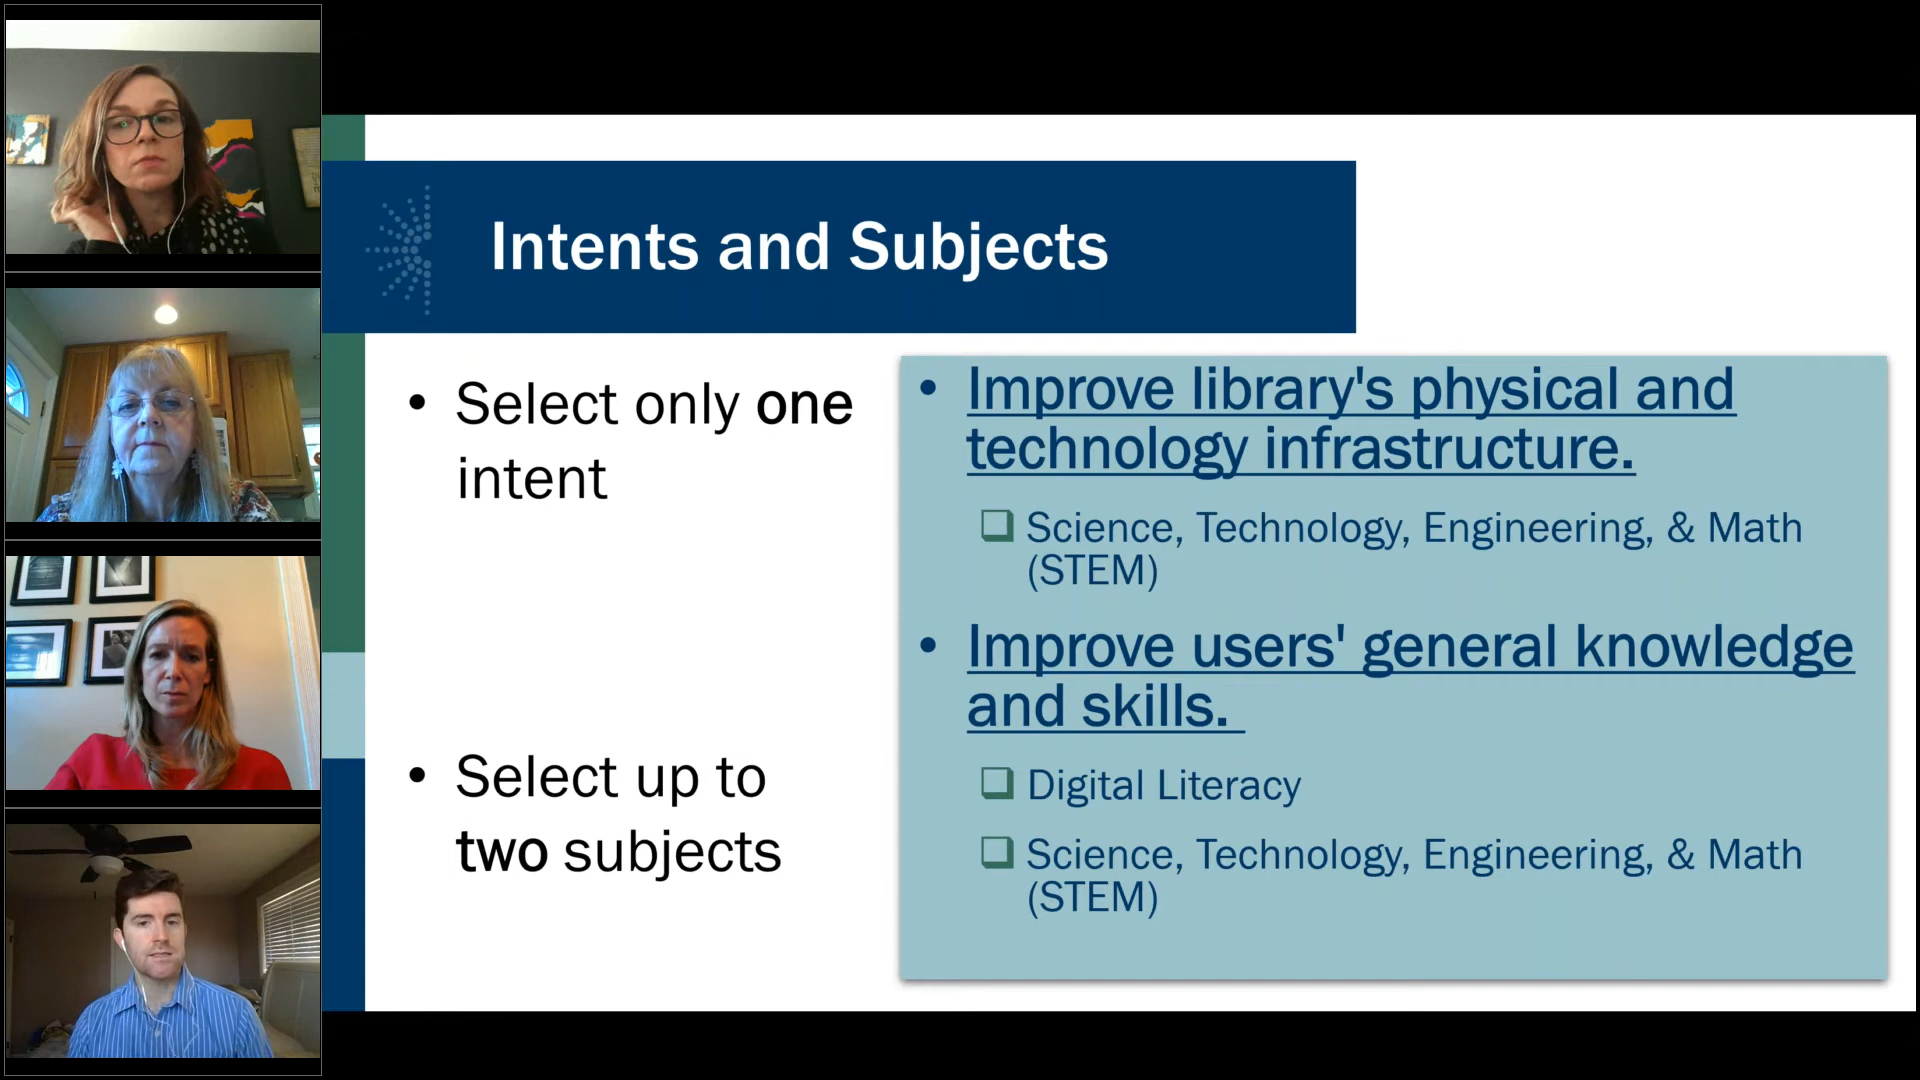 Intents and Subjects
• Select only one
intent
• Select up to
two subjects
• Improve library's physical and
technology infrastructure.
❑ Science, Technology, Engineering, & Math
(STEM)
• Improve users' general knowledge
and skills.
❑ Digital Literacy
❑ Science, Technology, Engineering, & Math
(STEM)